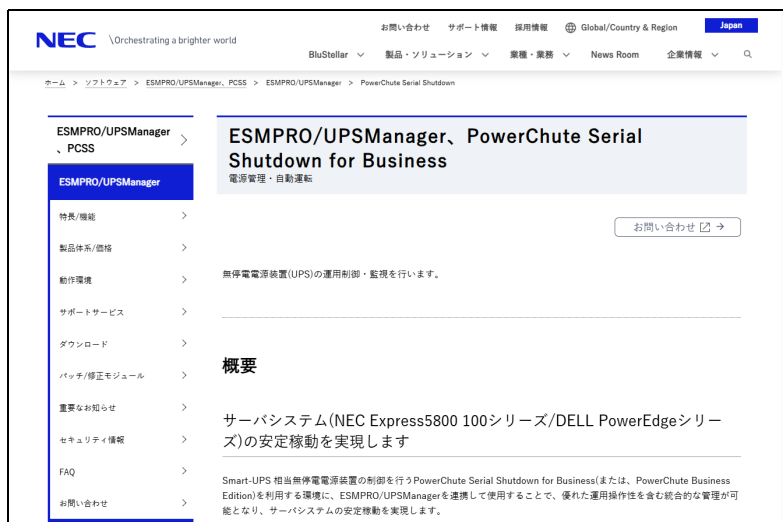 お問い合わせ サポート情報 採用情報 Global/Country & Region Japan
NEC \Orchestrating a brighter world
BluStellar 製品・ソリューション 業種・業務 News Room 企業情報
ホーム > ソフトウェア > ESMPRO/UPSManager、PCSS > ESMPRO/UPSManager > PowerChute Serial Shutdown
ESMPRO/UPSManager
、PCSS
ESMPRO/UPSManager
特長/機能
製品体系/価格
動作環境
サポートサービス
ダウンロード
パッチ/修正モジュール
重要なお知らせ
セキュリティ情報
FAQ
お問い合わせ
ESMPRO/UPSManager、PowerChute Serial
Shutdown for Business
電源管理・自動運転
お問い合わせ
無停電電源装置(UPS)の運用制御・監視を行います。
概要
サーバシステム(NEC Express5800 100シリーズ/DELL PowerEdgeシリー
ズ)の安定稼動を実現します
Smart-UPS 相当無停電電源装置の制御を行うPowerChute Serial Shutdown for Business(または、PowerChute Business
Edition)を利用する環境に、ESMPRO/UPSManagerを連携して使用することで、優れた運用操作性を含む統合的な管理が可
能となり、サーバシステムの安定稼動を実現します。